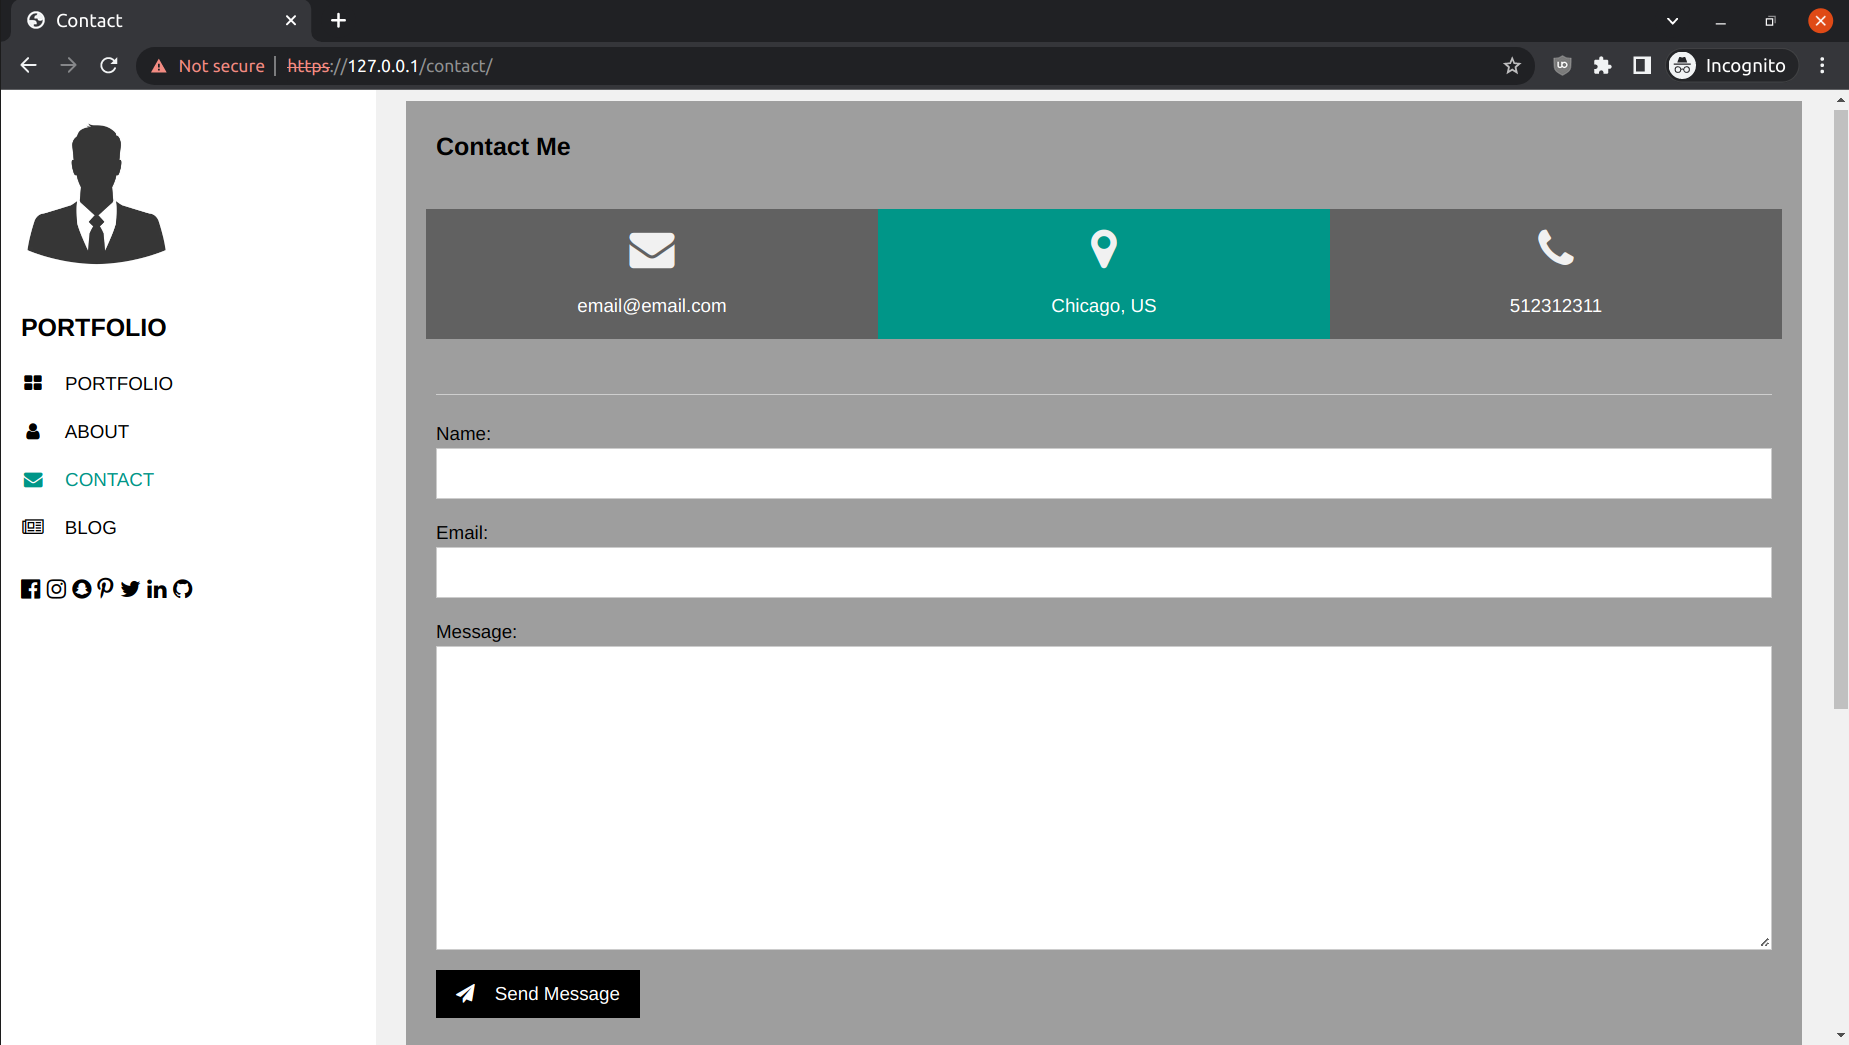 Contact
Not secure
https://127.0.0.1/contact/
Incognito
PORTFOLIO
PORTFOLIO
ABOUT
CONTACT
BLOG
Contact Me
email@email.com
Chicago, US
512312311
Name:
Email:
Message:
Send Message